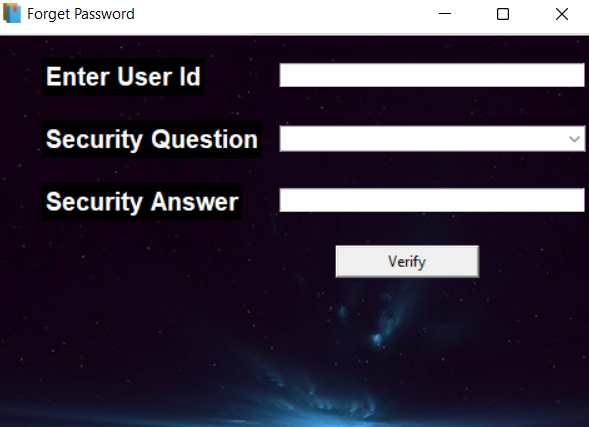 Forget Password
Enter User Id
Security Question
Security Answer
Verify